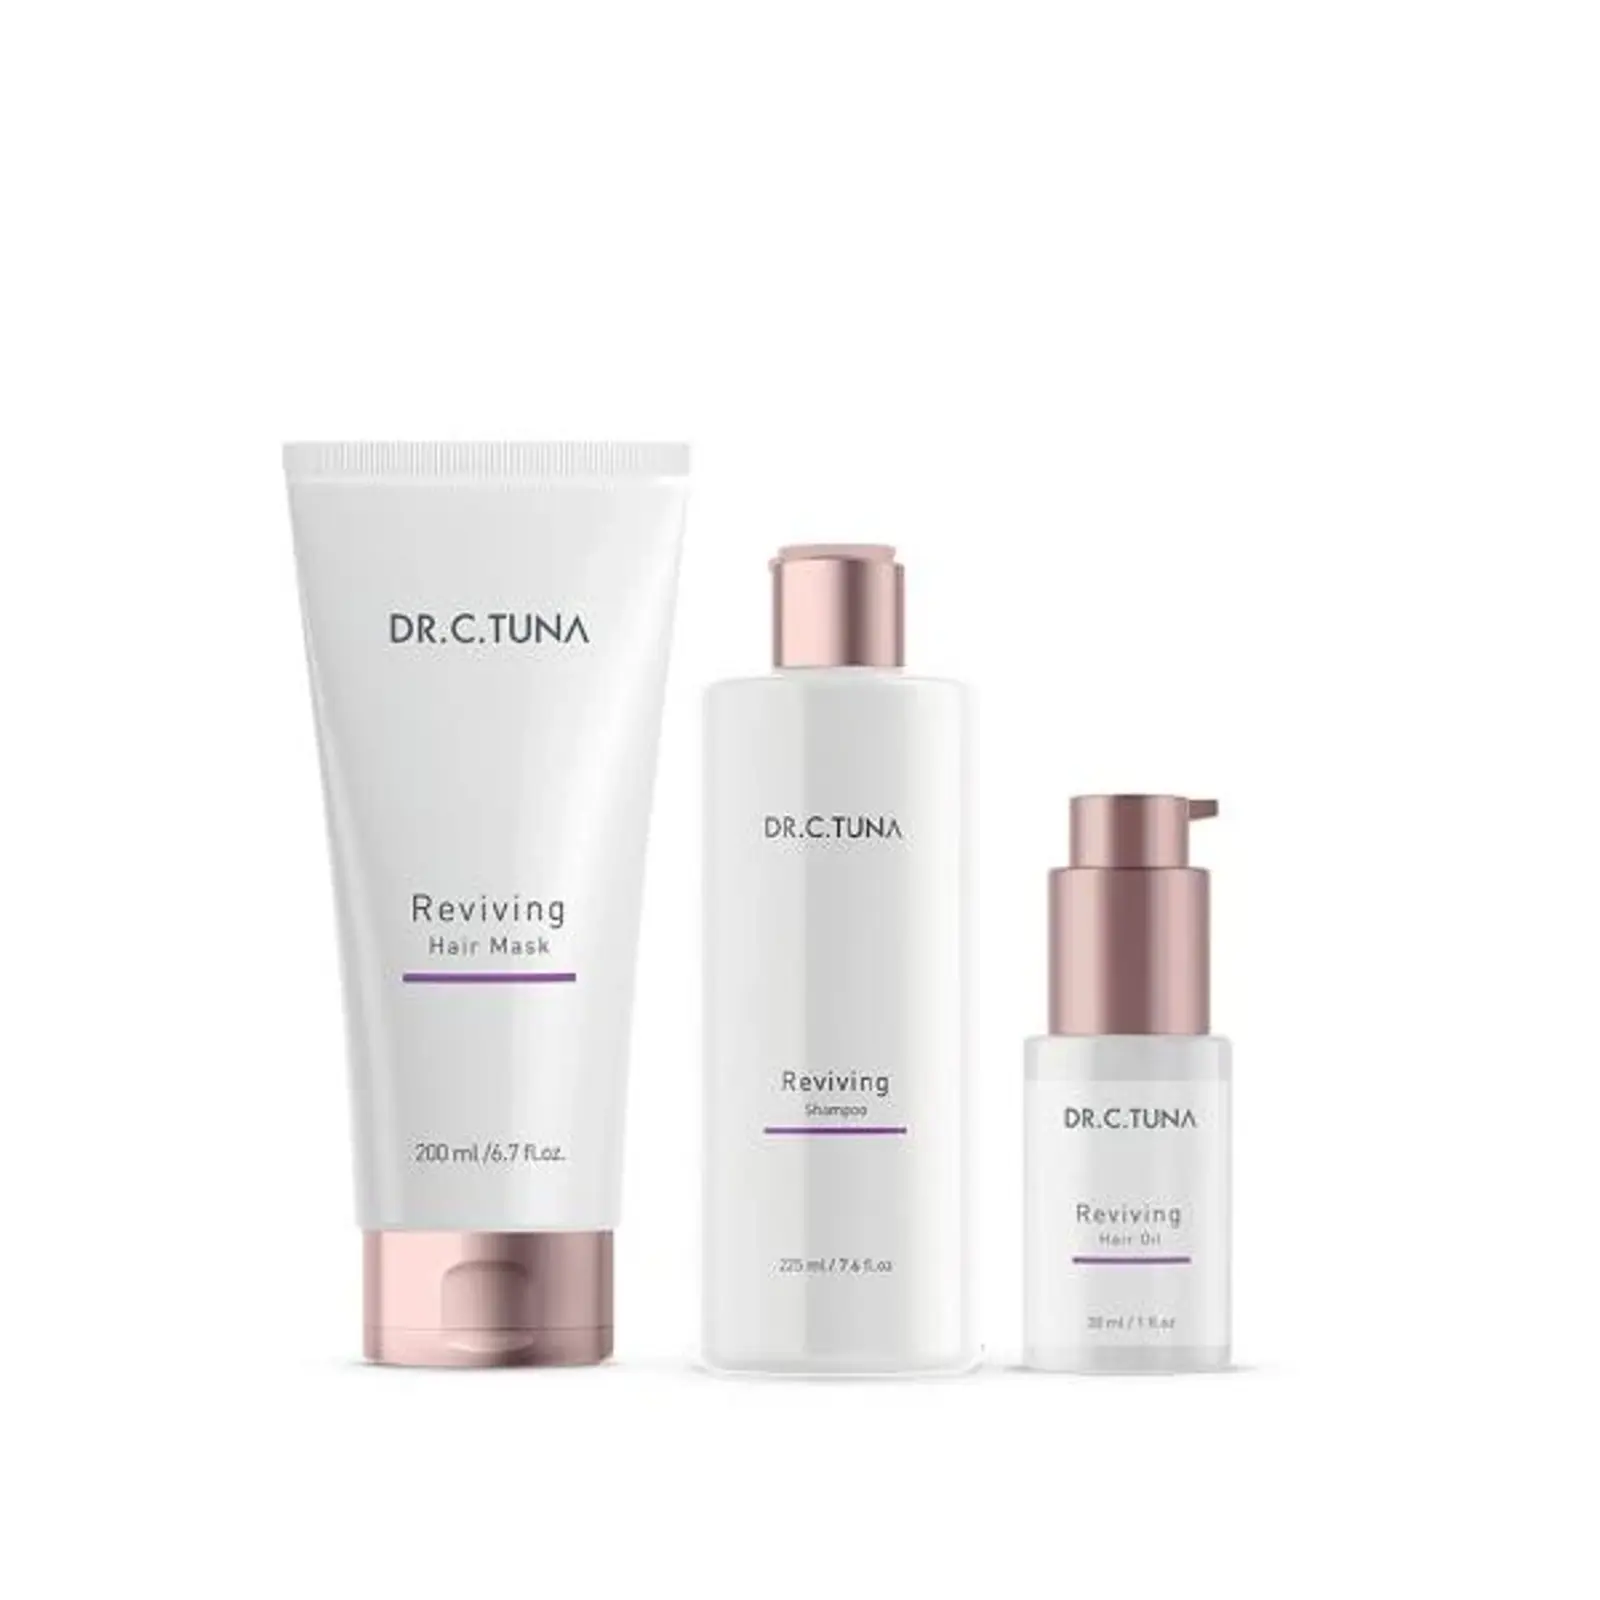 DR.C.TUNA
Reviving
Hair Mask
200 ml /6.7 fl.oz.
DR.C.TUNA
Reviving
Shampoo
225 ml / 7.6 fl.oz
DR.C.TUNA
Reviving
Hair Oil
30 ml / 1 fl.oz